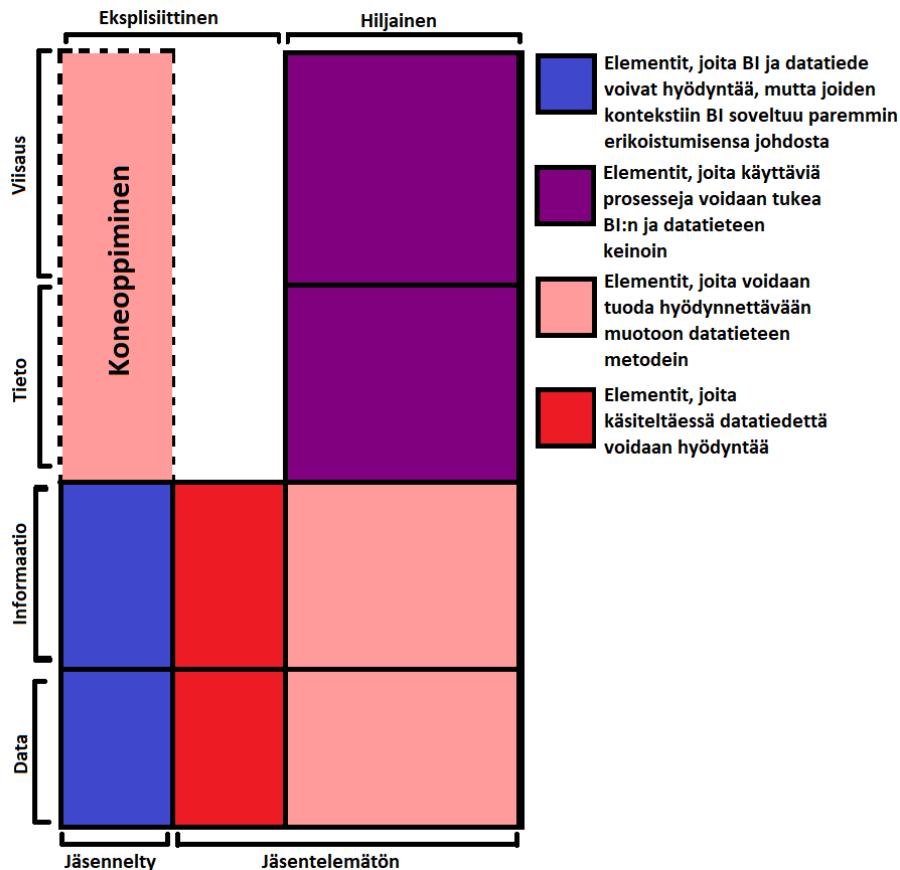 Eksplisiittinen
Hiljainen
Viisaus
Tieto
Informaatio
Data
Koneoppiminen
Jäsennelty
Jäsentelemätön
Elementit, joita BI ja datatiede
voivat hyödyntää, mutta joiden
kontekstiin BI soveltuu paremmin
erikoistumisensa johdosta
Elementit, joita käyttäviä
prosesseja voidaan tukea
BI:n ja datatieteen
keinoin
Elementit, joita voidaan
tuoda hyödynnettävään
muotoon datatieteen
metodein
Elementit, joita
käsiteltäessä datatiedettä
voidaan hyödyntää